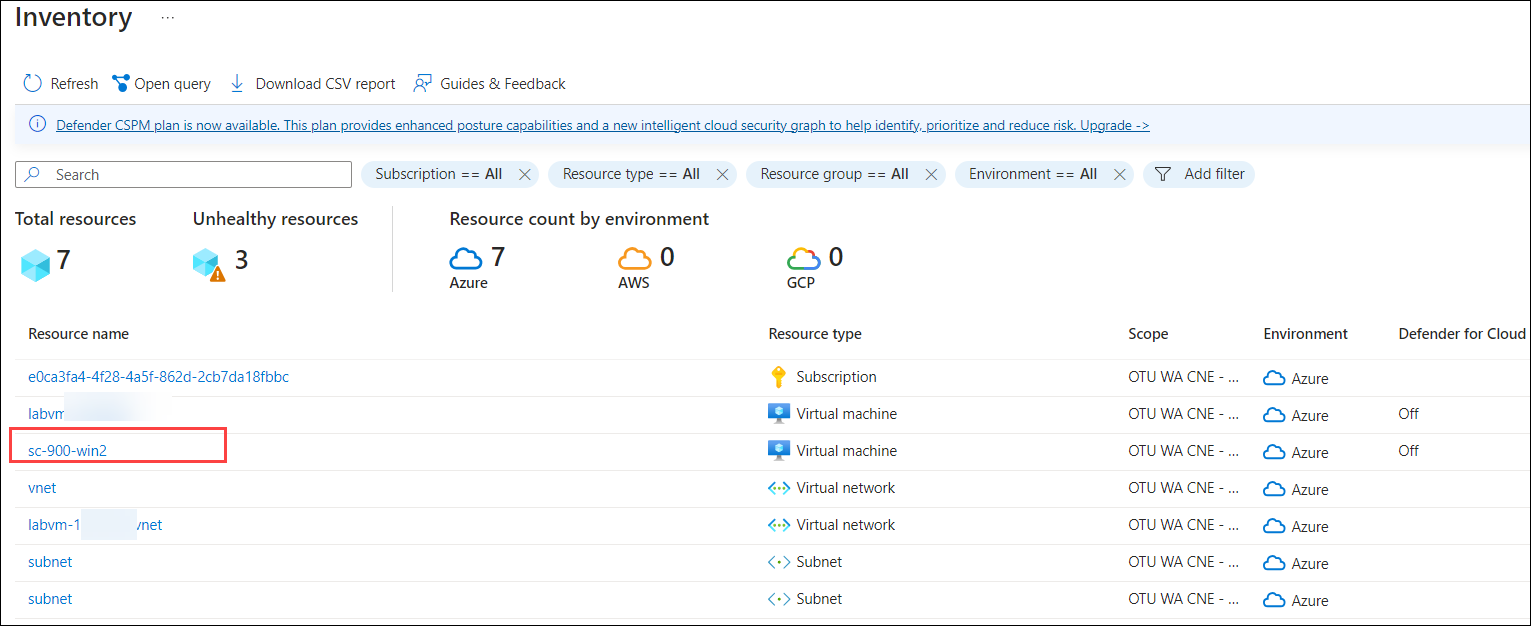 Inventory ...
Refresh Open query Download CSV report Guides & Feedback
Defender CSPM plan is now available. This plan provides enhanced posture capabilities and a new intelligent cloud security graph to help identify, prioritize and reduce risk. Upgrade ->
Search Subscription == All Resource type == All Resource group == All Environment == All Add filter
Total resources Unhealthy resources Resource count by environment
7 3 7 0 0
Azure AWS GCP
Resource name Resource type Scope Environment Defender for Cloud
e0ca3fa4-4f28-4a5f-862d-2cb7da18fbbc Subscription OTU WA CNE - ... Azure
labvm Virtual machine OTU WA CNE - ... Azure Off
sc-900-win2 Virtual machine OTU WA CNE - ... Azure Off
vnet Virtual network OTU WA CNE - ... Azure
labvm-1 vnet Virtual network OTU WA CNE - ... Azure
subnet Subnet OTU WA CNE - ... Azure
subnet Subnet OTU WA CNE - ... Azure